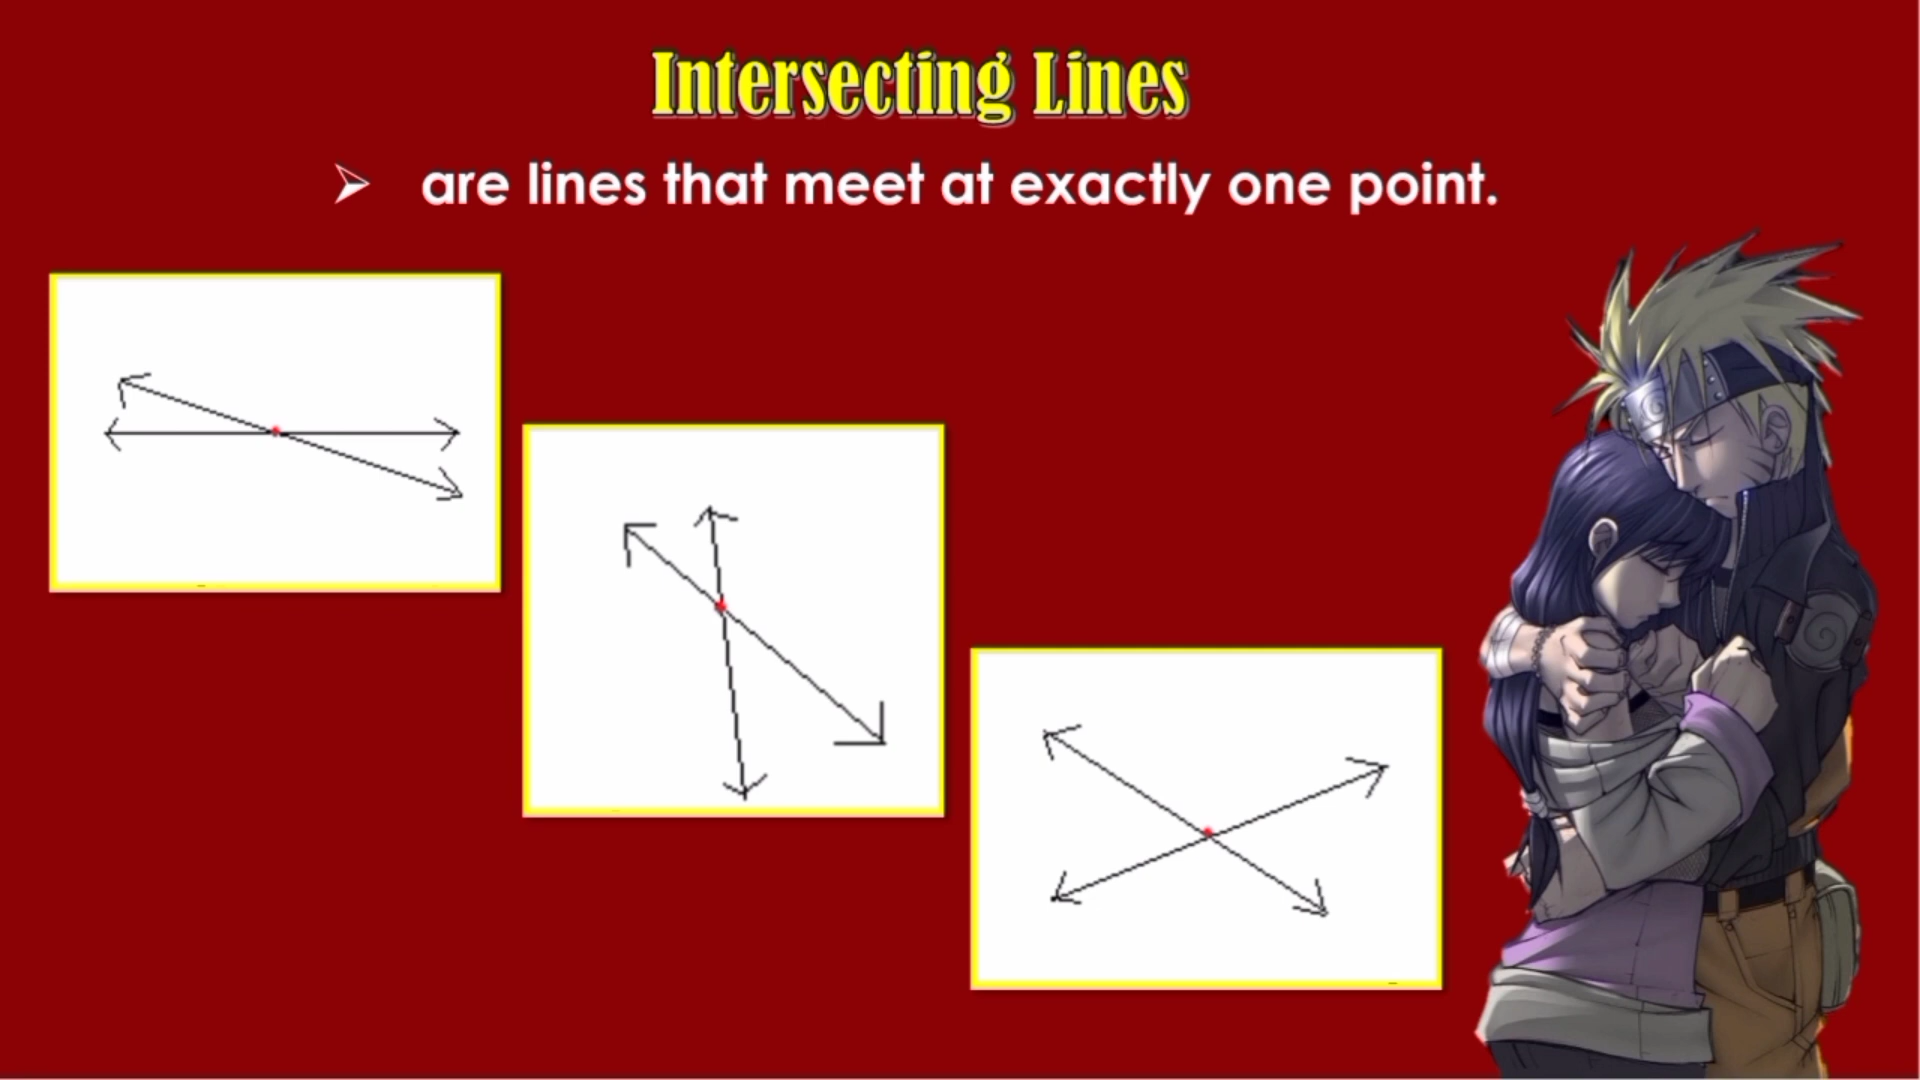 Intersecting Lines
➢ are lines that meet at exactly one point.